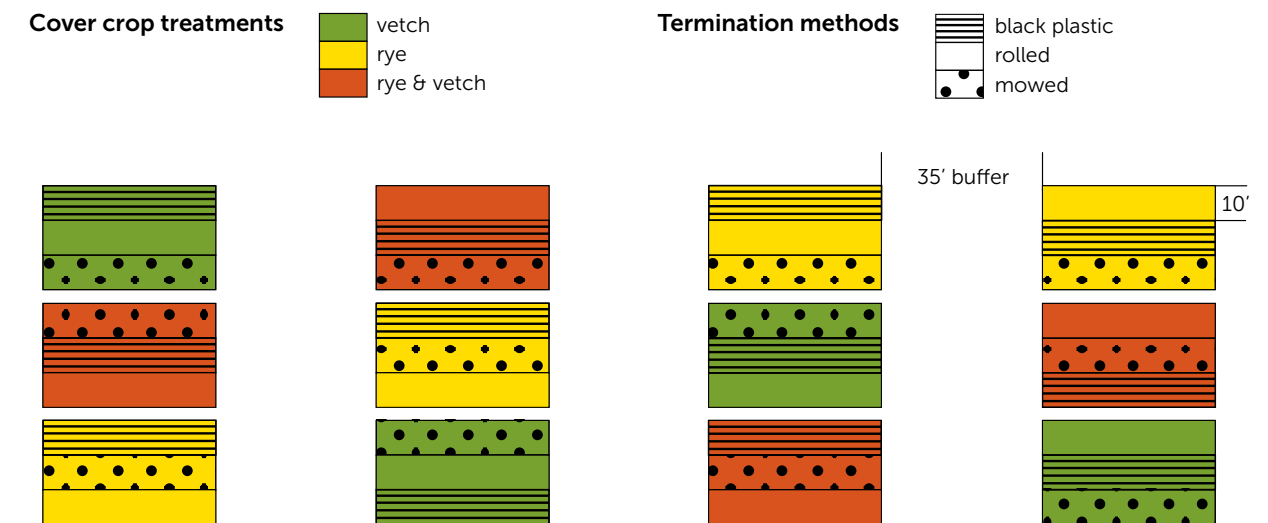 Cover crop treatments
vetch
rye
rye & vetch
Termination methods
black plastic
rolled
mowed
35’ buffer
10’